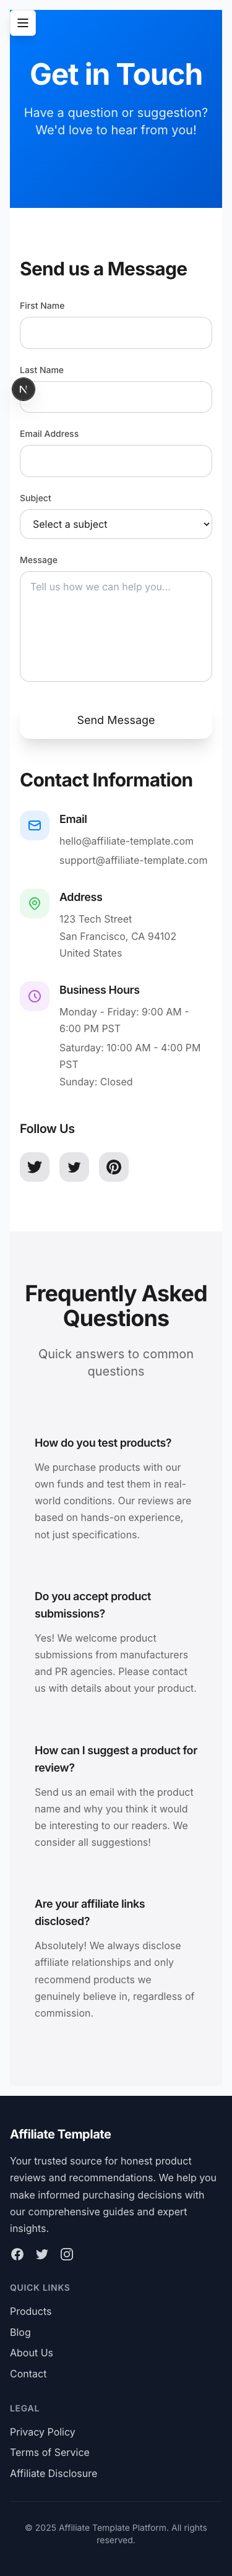 Get in Touch
Have a question or suggestion?
We'd love to hear from you!
Send us a Message
First Name
Last Name
N
Email Address
Subject
Select a subject
Message
Tell us how we can help you...
Send Message
Contact Information
Email
hello@affiliate-template.com
support@affiliate-template.com
Address
123 Tech Street
San Francisco, CA 94102
United States
Business Hours
Monday - Friday: 9:00 AM -
6:00 PM PST
Saturday: 10:00 AM - 4:00 PM
PST
Sunday: Closed
Follow Us
Frequently Asked
Questions
Quick answers to common
questions
How do you test products?
We purchase products with our
own funds and test them in real-
world conditions. Our reviews are
based on hands-on experience,
not just specifications.
Do you accept product
submissions?
Yes! We welcome product
submissions from manufacturers
and PR agencies. Please contact
us with details about your product.
How can I suggest a product for
review?
Send us an email with the product
name and why you think it would
be interesting to our readers. We
consider all suggestions!
Are your affiliate links
disclosed?
Absolutely! We always disclose
affiliate relationships and only
recommend products we
genuinely believe in, regardless of
commission.
Affiliate Template
Your trusted source for honest product
reviews and recommendations. We help you
make informed purchasing decisions with
our comprehensive guides and expert
insights.
QUICK LINKS
Products
Blog
About Us
Contact
LEGAL
Privacy Policy
Terms of Service
Affiliate Disclosure
© 2025 Affiliate Template Platform. All rights
reserved.